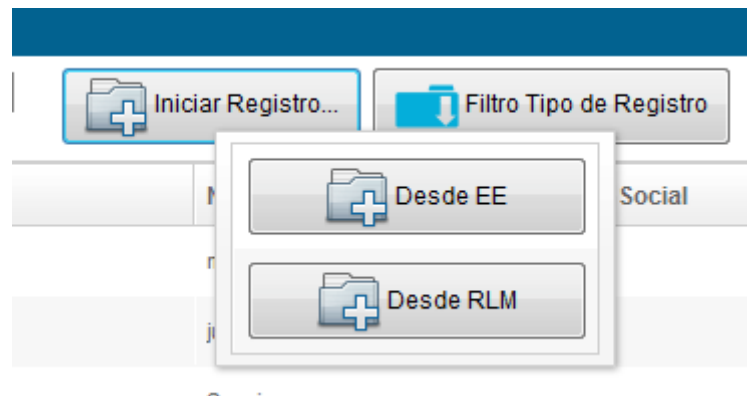 Iniciar Registro...
Filtro Tipo de Registro
Desde EE
Social
Desde RLM